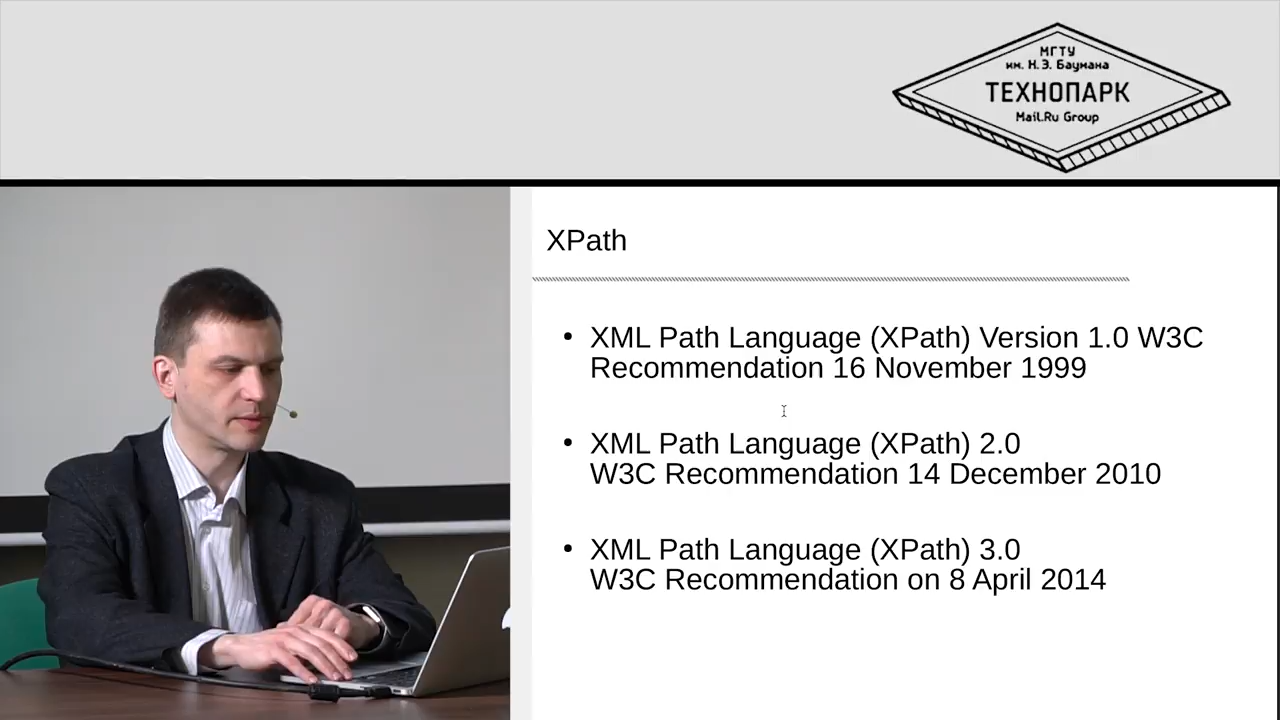 МГТУ
им. Н.Э. Баумана
ТЕХНОПАРК
Mail.Ru Group
XPath
• XML Path Language (XPath) Version 1.0 W3C
Recommendation 16 November 1999
• XML Path Language (XPath) 2.0
W3C Recommendation 14 December 2010
• XML Path Language (XPath) 3.0
W3C Recommendation on 8 April 2014